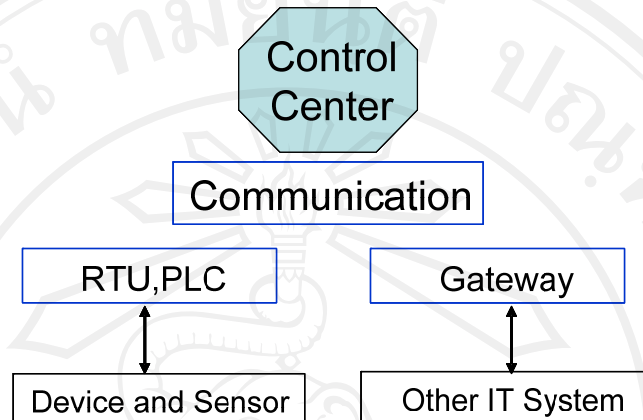 Control
Center
Communication
RTU,PLC
Gateway
Device and Sensor
Other IT System